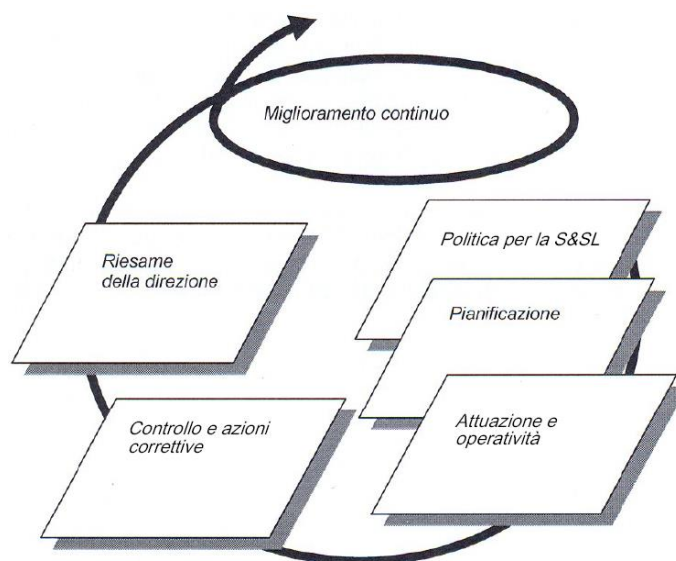 Miglioramento continuo
Politica per la S&SL
Riesame
della direzione
Pianificazione
Controllo e azioni
correttive
Attuazione e
operatività